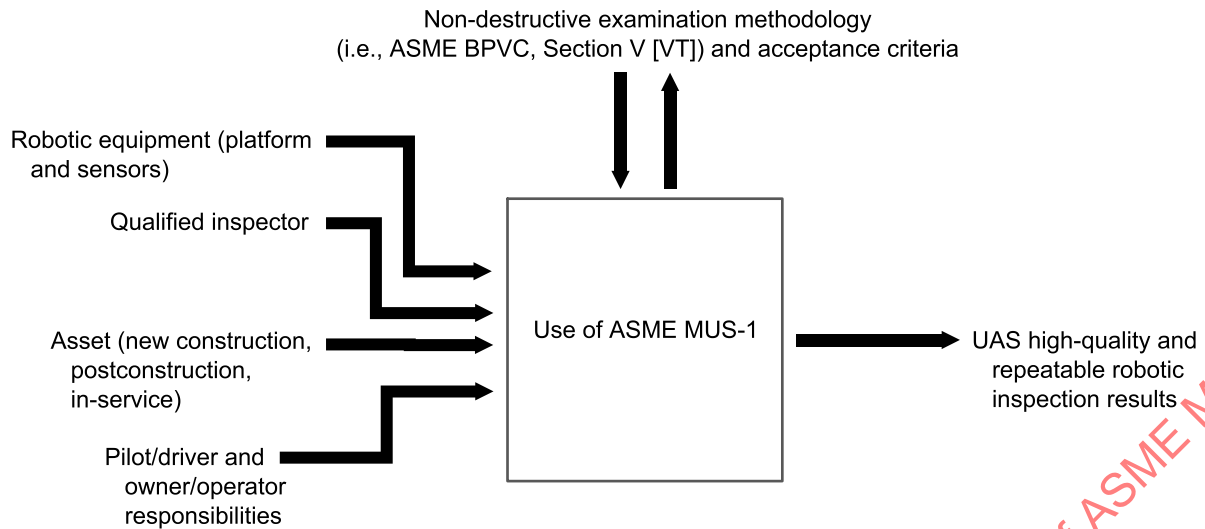 Non-destructive examination methodology
(i.e., ASME BPVC, Section V [VT]) and acceptance criteria
Robotic equipment (platform
and sensors)
Qualified inspector
Asset (new construction,
postconstruction,
in-service)
Pilot/driver and
owner/operator
responsibilities
Use of ASME MUS-1
UAS high-quality and
repeatable robotic
inspection results
of ASME M